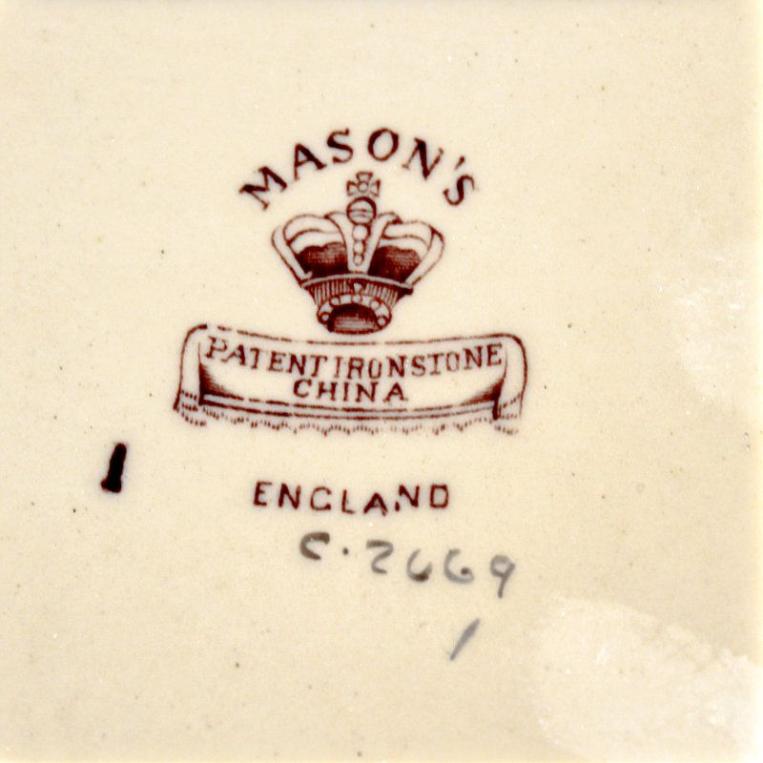 MASON'S
PATENT IRONSTONE
CHINA
ENGLAND
C·2669